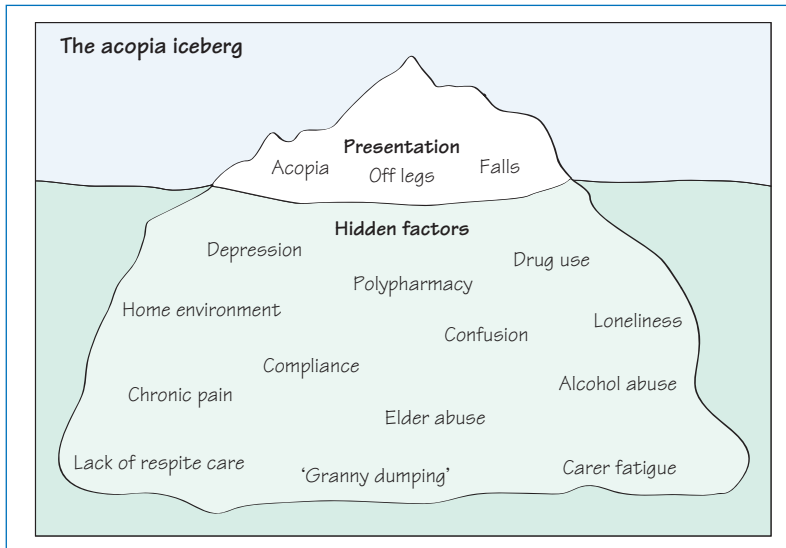 The acopia iceberg
Presentation
Acopia Off legs Falls
Hidden factors
Depression
Drug use
Polypharmacy
Home environment
Loneliness
Confusion
Compliance
Alcohol abuse
Chronic pain
Elder abuse
Lack of respite care
'Granny dumping'
Carer fatigue